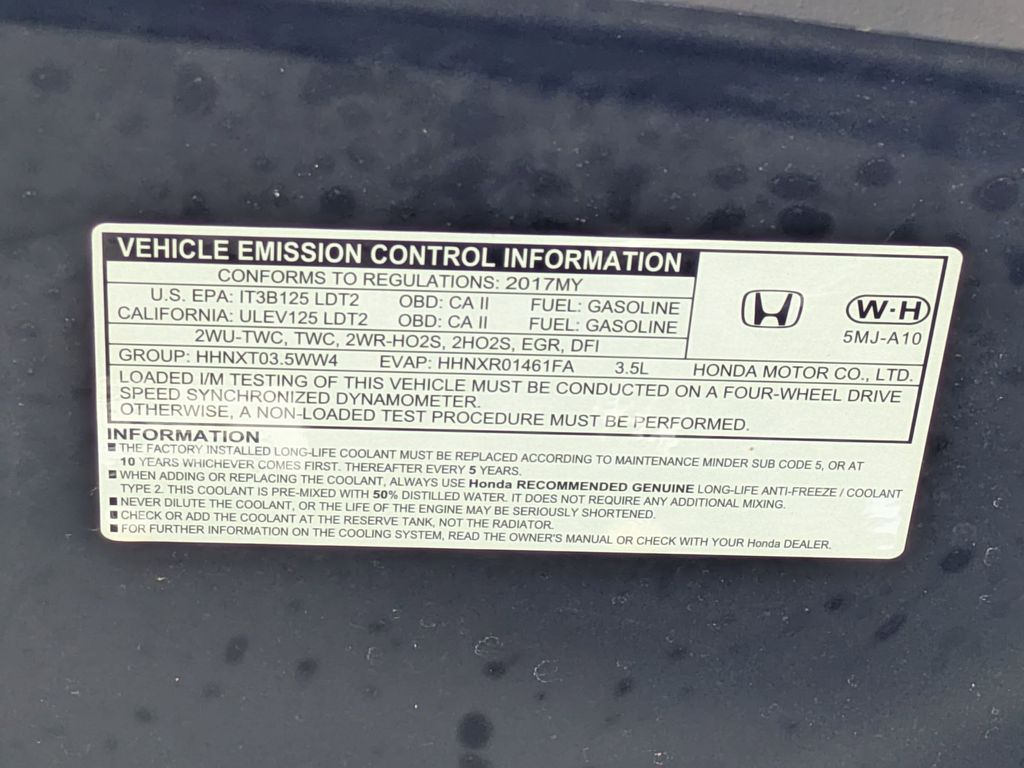 VEHICLE EMISSION CONTROL INFORMATION
CONFORMS TO REGULATIONS: 2017MY
U.S. EPA: IT3B125 LDT2 OBD: CA II FUEL: GASOLINE
CALIFORNIA: ULEV125 LDT2 OBD: CA II FUEL: GASOLINE
2WU-TWC, TWC, 2WR-HO2S, 2HO2S, EGR, DFI
W·H
5MJ-A10
GROUP: HHNXT03.5WW4 EVAP: HHNXR01461FA 3.5L HONDA MOTOR CO., LTD.
LOADED I/M TESTING OF THIS VEHICLE MUST BE CONDUCTED ON A FOUR-WHEEL DRIVE
SPEED SYNCHRONIZED DYNAMOMETER.
OTHERWISE, A NON-LOADED TEST PROCEDURE MUST BE PERFORMED.
INFORMATION
■ THE FACTORY INSTALLED LONG-LIFE COOLANT MUST BE REPLACED ACCORDING TO MAINTENANCE MINDER SUB CODE 5, OR AT
10 YEARS WHICHEVER COMES FIRST. THEREAFTER EVERY 5 YEARS.
■ WHEN ADDING OR REPLACING THE COOLANT, ALWAYS USE Honda RECOMMENDED GENUINE LONG-LIFE ANTI-FREEZE / COOLANT
TYPE 2. THIS COOLANT IS PRE-MIXED WITH 50% DISTILLED WATER. IT DOES NOT REQUIRE ANY ADDITIONAL MIXING.
■ NEVER DILUTE THE COOLANT, OR THE LIFE OF THE ENGINE MAY BE SERIOUSLY SHORTENED.
■ CHECK OR ADD THE COOLANT AT THE RESERVE TANK, NOT THE RADIATOR.
■ FOR FURTHER INFORMATION ON THE COOLING SYSTEM, READ THE OWNER'S MANUAL OR CHECK WITH YOUR Honda DEALER.